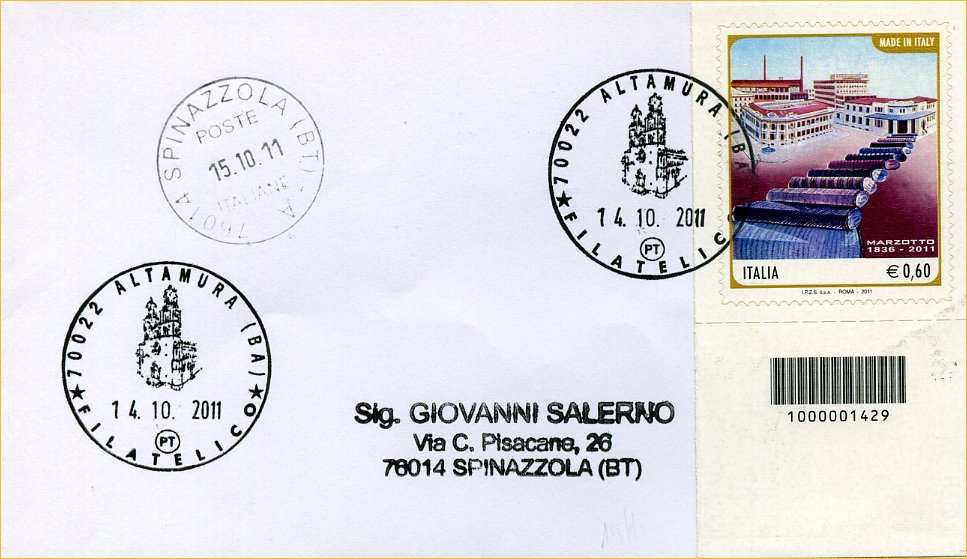 76014 SPINAZZOLA (BT) A
POSTE
15.10.11
ITALIANE
70022 ALTAMURA (BA)
14.10.2011
PT
★FILATELICO★
MADE IN ITALY
MARZOTTO
1836 - 2011
ITALIA
€ 0,60
I.P.Z.S. S.p.A. - ROMA - 2011
70022 ALTAMURA (BA)
14.10.2011
PT
★FILATELICO★
Sig. GIOVANNI SALERNO
Via C. Pisacane, 26
76014 SPINAZZOLA (BT)
1000001429